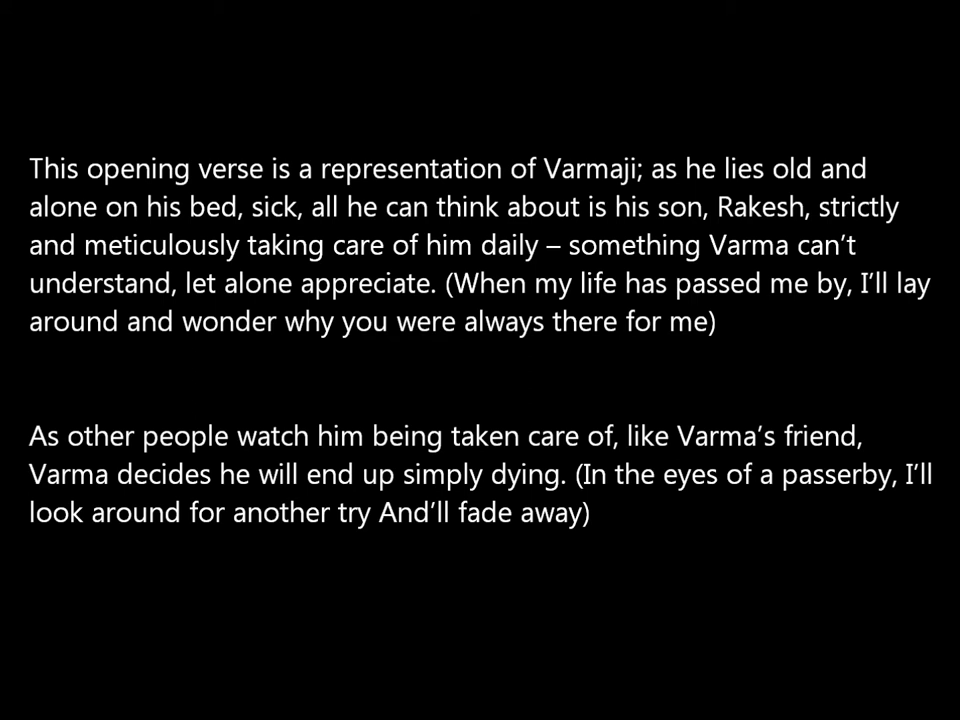 This opening verse is a representation of Varmaji; as he lies old and
alone on his bed, sick, all he can think about is his son, Rakesh, strictly
and meticulously taking care of him daily – something Varma can’t
understand, let alone appreciate. (When my life has passed me by, I’ll lay
around and wonder why you were always there for me)
As other people watch him being taken care of, like Varma’s friend,
Varma decides he will end up simply dying. (In the eyes of a passerby, I’ll
look around for another try And’ll fade away)